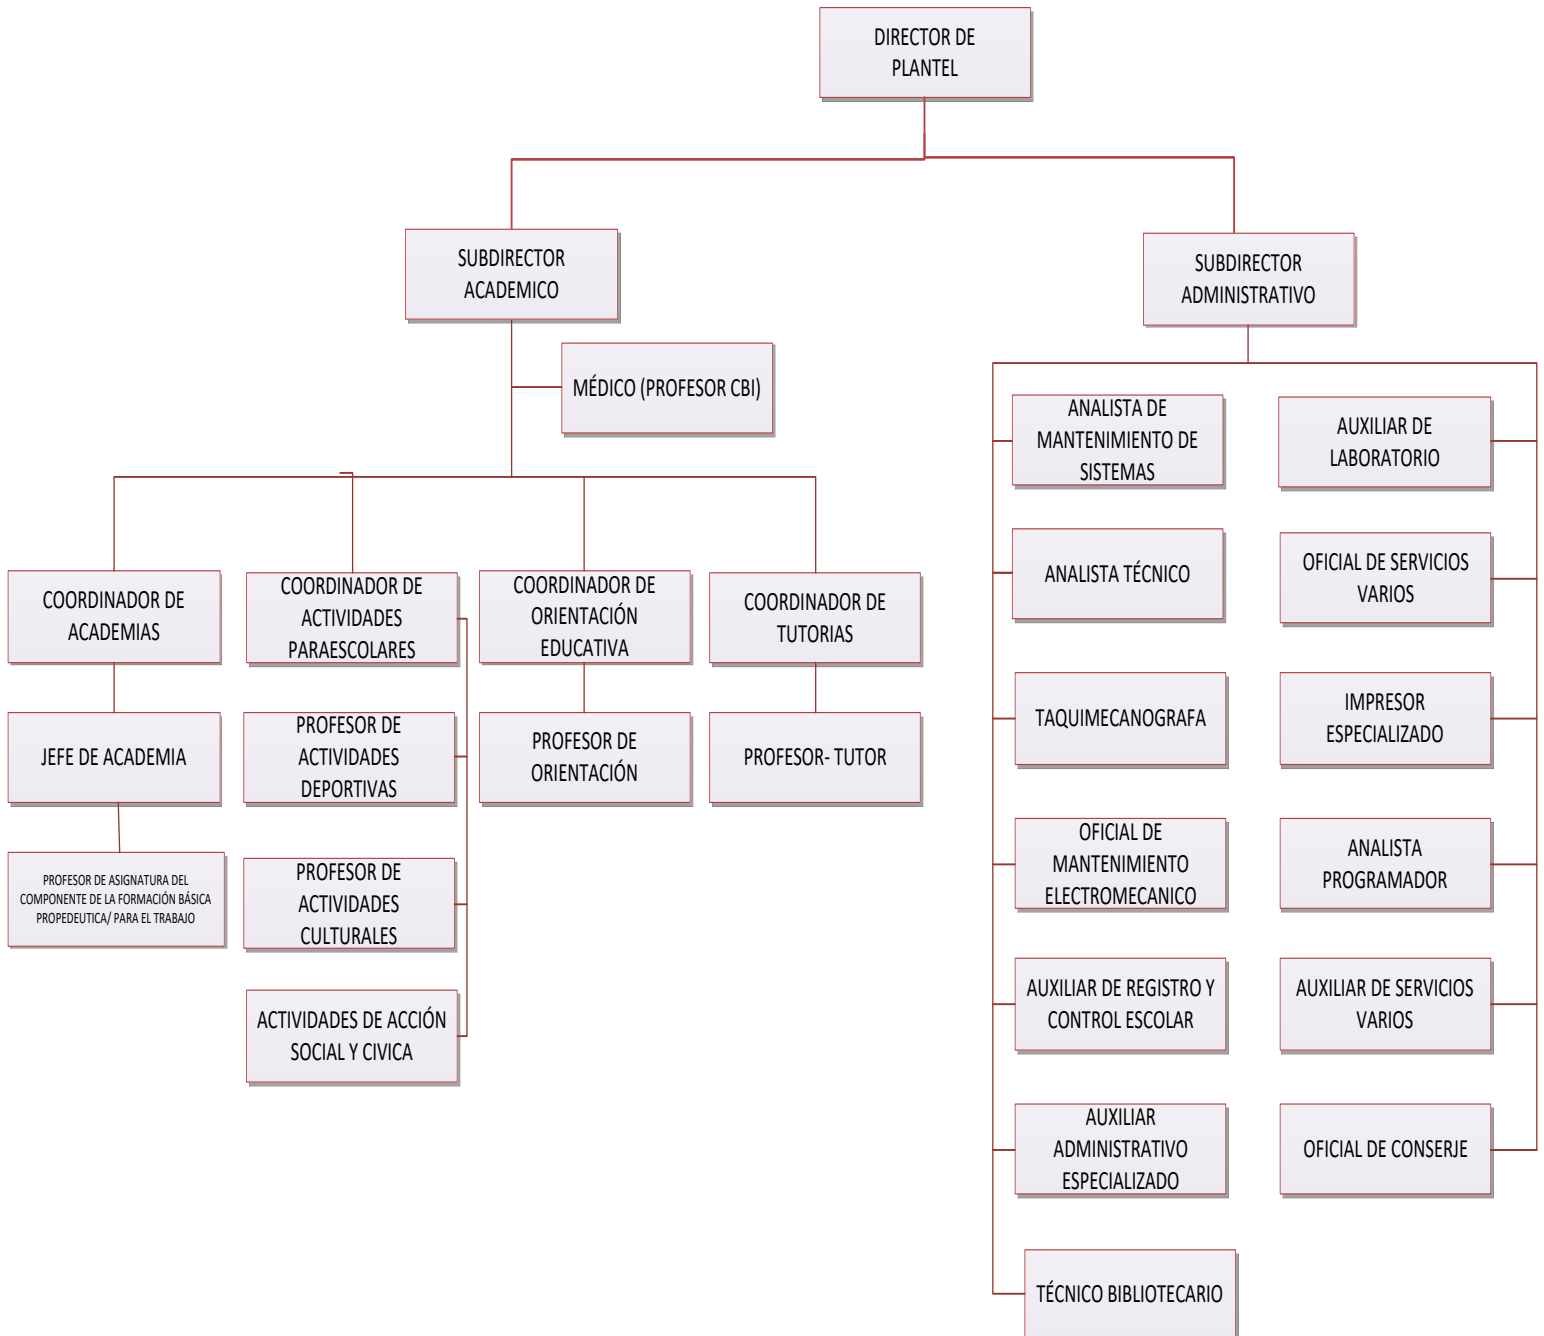 DIRECTOR DE
PLANTEL
SUBDIRECTOR
ACADEMICO
SUBDIRECTOR
ADMINISTRATIVO
MÉDICO (PROFESOR CBI)
COORDINADOR DE
ACADEMIAS
COORDINADOR DE
ACTIVIDADES
PARAESCOLARES
COORDINADOR DE
ORIENTACIÓN
EDUCATIVA
COORDINADOR DE
TUTORIAS
JEFE DE ACADEMIA
PROFESOR DE
ACTIVIDADES
DEPORTIVAS
PROFESOR DE
ORIENTACIÓN
PROFESOR- TUTOR
PROFESOR DE ASIGNATURA DEL
COMPONENTE DE LA FORMACIÓN BÁSICA
PROPEDEUTICA/ PARA EL TRABAJO
PROFESOR DE
ACTIVIDADES
CULTURALES
ACTIVIDADES DE ACCIÓN
SOCIAL Y CIVICA
ANALISTA DE
MANTENIMIENTO DE
SISTEMAS
AUXILIAR DE
LABORATORIO
ANALISTA TÉCNICO
OFICIAL DE SERVICIOS
VARIOS
TAQUIMECANOGRAFA
IMPRESOR
ESPECIALIZADO
OFICIAL DE
MANTENIMIENTO
ELECTROMECANICO
ANALISTA
PROGRAMADOR
AUXILIAR DE REGISTRO Y
CONTROL ESCOLAR
AUXILIAR DE SERVICIOS
VARIOS
AUXILIAR
ADMINISTRATIVO
ESPECIALIZADO
OFICIAL DE CONSERJE
TÉCNICO BIBLIOTECARIO